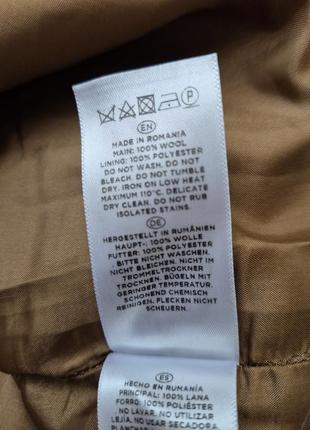 P
EN
MADE IN ROMANIA
MAIN: 100% WOOL
LINING: 100% POLYESTER
DO NOT WASH. DO NOT
BLEACH. DO NOT TUMBLE
DRY. IRON ON LOW HEAT
MAXIMUM 110°C. DELICATE
DRY CLEAN. DO NOT RUB
ISOLATED STAINS.
DE
HERGESTELLT IN RUMÄNIEN
HAUPT-: 100% WOLLE
FUTTER: 100% POLYESTER
BITTE NICHT WASCHEN.
NICHT BLEICHEN. NICHT IM
TROMMELTROCKNER
TROCKNEN. BÜGELN MIT
GERINGER TEMPERATUR.
SCHONEND CHEMISCH
REINIGEN. FLECKEN NICHT
SCHEUERN.
ES
HECHO EN RUMANÍA
PRINCIPAL: 100% LANA
FORRO: 100% POLIÉSTER
NO LAVAR. NO UTILIZAR
LEJÍA. NO USAR SECADORA